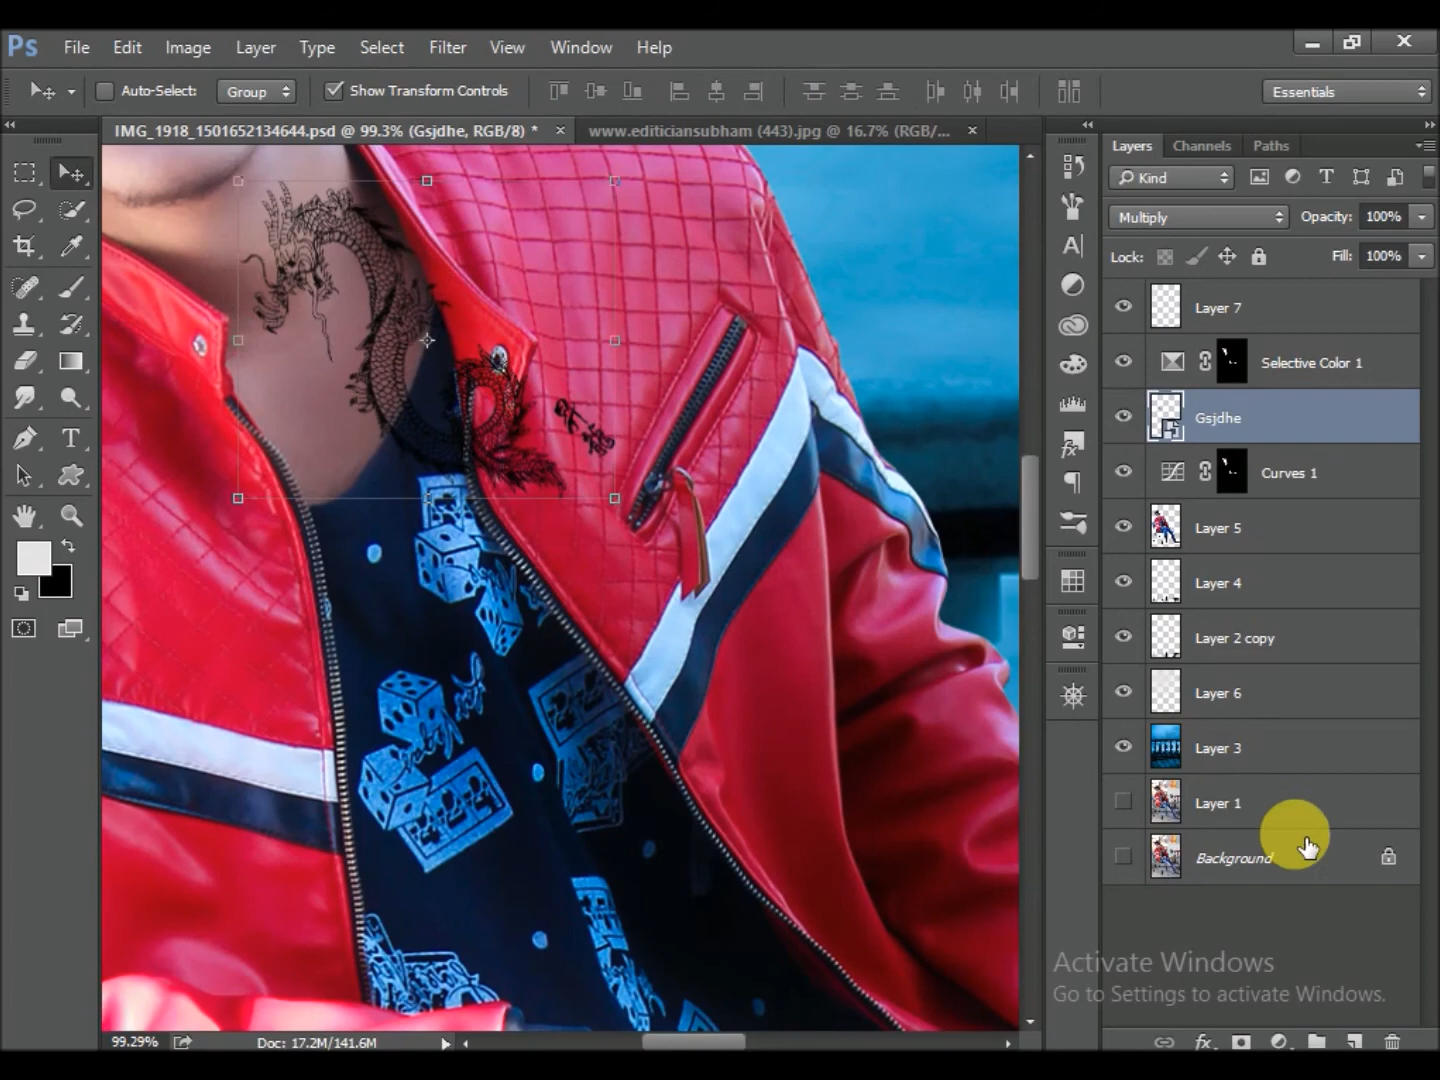 Ps File Edit Image Layer Type Select Filter View Window Help
Auto-Select: Group Show Transform Controls Essentials
IMG_1918_1501652134644.psd @ 99.3% (Gsjdhe, RGB/8) * www.editiciansubham (443).jpg @ 16.7% (RGB/...
Layers Channels Paths
Kind
Multiply Opacity: 100%
Lock: Fill: 100%
Layer 7
Selective Color 1
Gsjdhe
Curves 1
Layer 5
Layer 4
Layer 2 copy
Layer 6
Layer 3
Layer 1
Background
Activate Windows
Go to Settings to activate Windows.
99.29% Doc: 17.2M/141.6M